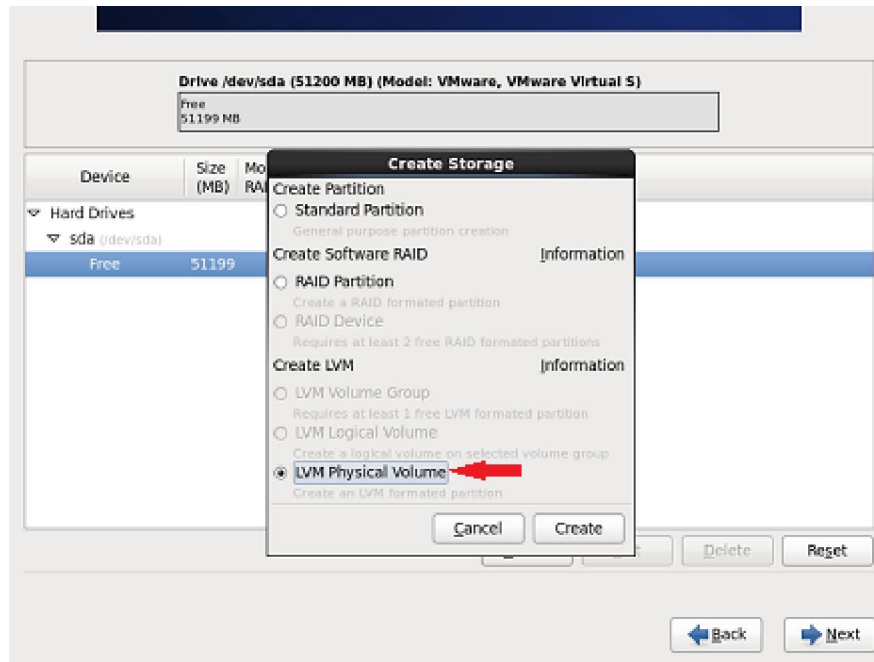 Drive /dev/sda (51200 MB) (Model: VMware, VMware Virtual S)
Free
51199 MB
Device
Size
(MB)
Create Storage
Create Partition
Standard Partition
General purpose partition creation
Create Software RAID Information
RAID Partition
Create a RAID formated partition
RAID Device
Requires at least 2 free RAID formated partitions
Create LVM Information
LVM Volume Group
Requires at least 1 free LVM formated partition
LVM Logical Volume
Create a logical volume on selected volume group
LVM Physical Volume
Create an LVM formated partition
Cancel Create
Hard Drives
sda (/dev/sda)
Free 51199
Delete Reset
Back Next